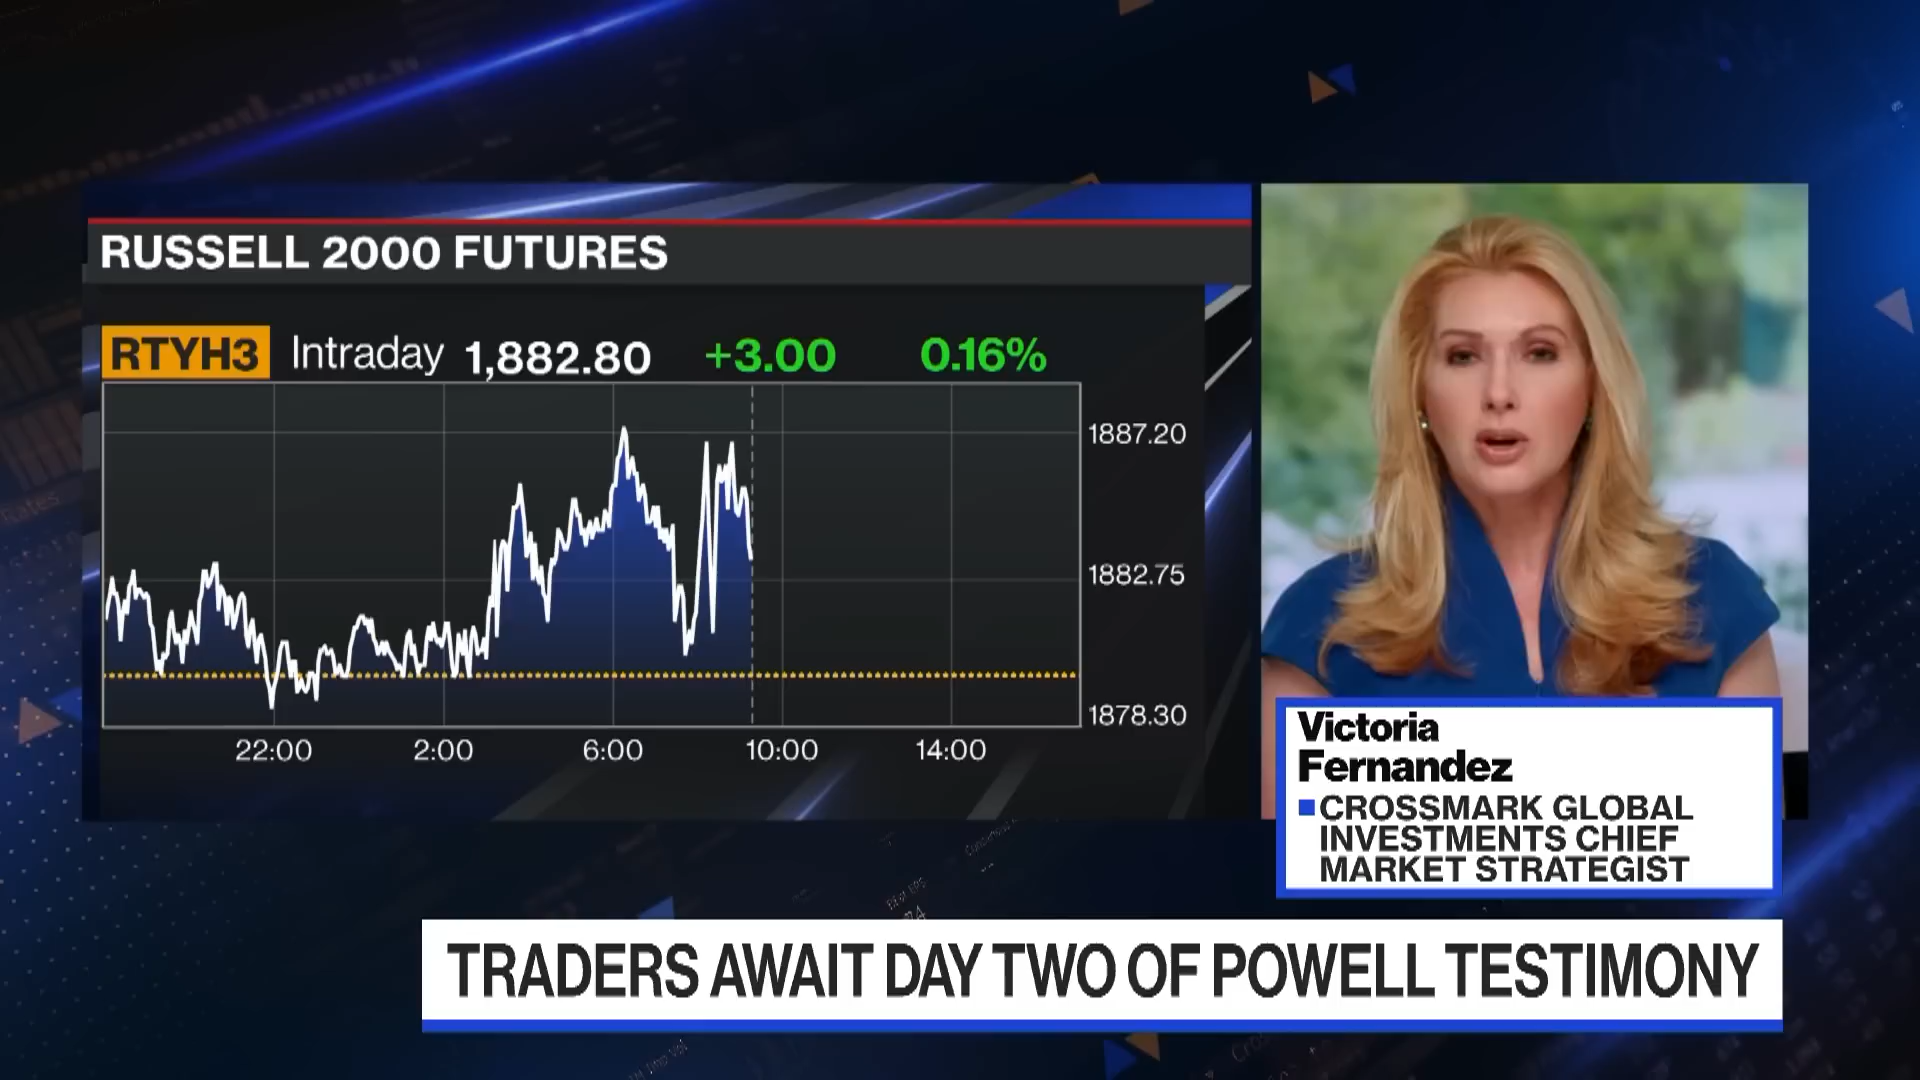 RUSSELL 2000 FUTURES
RTYH3 Intraday 1,882.80 +3.00 0.16%
1887.20
1882.75
1878.30
22:00 2:00 6:00 10:00 14:00
Victoria
Fernandez
CROSSMARK GLOBAL
INVESTMENTS CHIEF
MARKET STRATEGIST
TRADERS AWAIT DAY TWO OF POWELL TESTIMONY